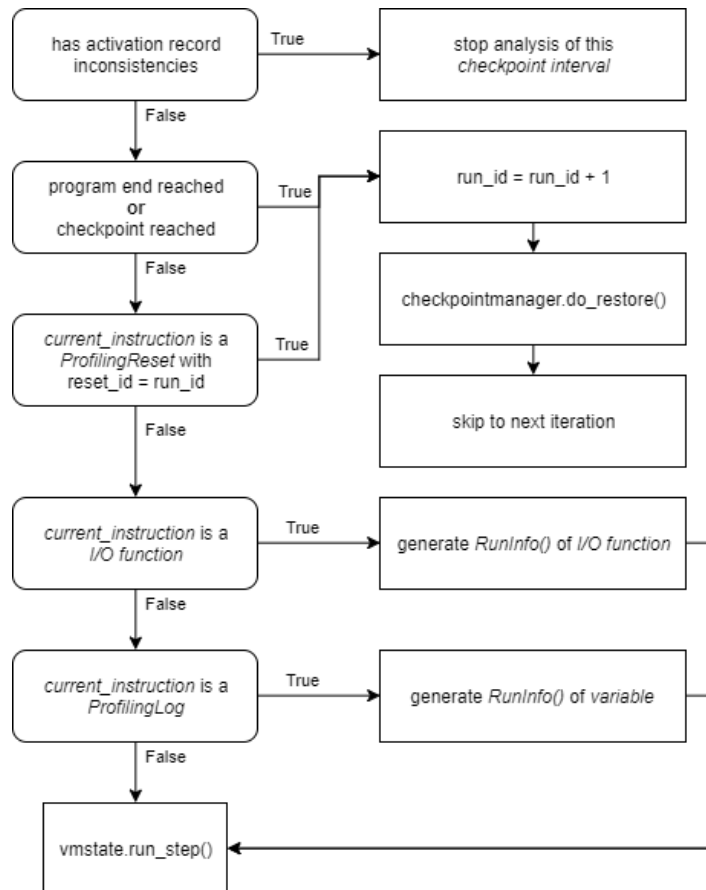 has activation record
inconsistencies
True
stop analysis of this
checkpoint interval
False
program end reached
or
checkpoint reached
True
run_id = run_id + 1
False
checkpointmanager.do_restore()
current_instruction is a
ProfilingReset with
reset_id = run_id
True
False
skip to next iteration
current_instruction is a
I/O function
True
generate RunInfo() of I/O function
False
current_instruction is a
ProfilingLog
True
generate RunInfo() of variable
False
vmstate.run_step()